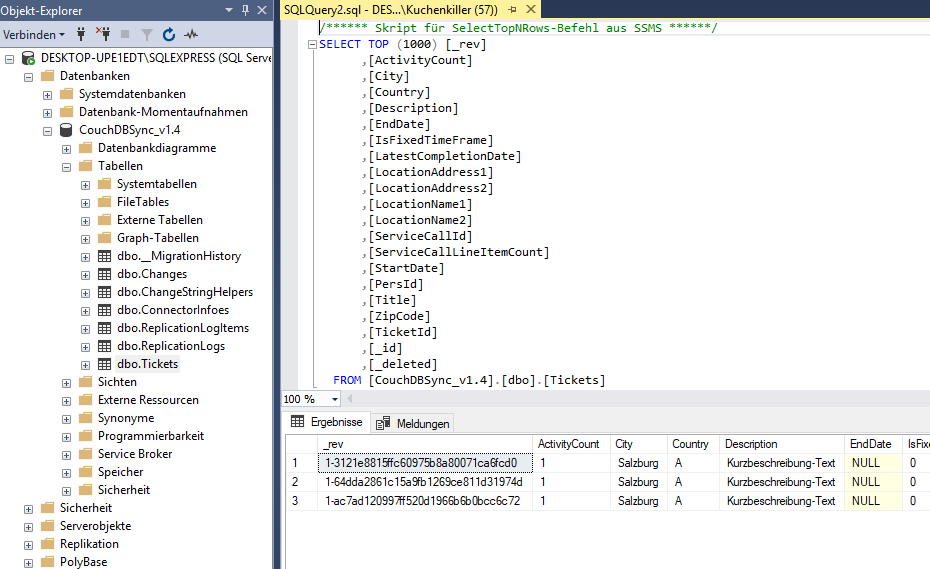 Objekt-Explorer
Verbinden
DESKTOP-UPE1EDT\SQLEXPRESS (SQL Serve
Datenbanken
Systemdatenbanken
Datenbank-Momentaufnahmen
CouchDBSync_v1.4
Datenbankdiagramme
Tabellen
Systemtabellen
FileTables
Externe Tabellen
Graph-Tabellen
dbo.__MigrationHistory
dbo.Changes
dbo.ChangeStringHelpers
dbo.ConnectorInfoes
dbo.ReplicationLogItems
dbo.ReplicationLogs
dbo.Tickets
Sichten
Externe Ressourcen
Synonyme
Programmierbarkeit
Service Broker
Speicher
Sicherheit
Sicherheit
Serverobjekte
Replikation
PolyBase
SQLQuery2.sql - DES...\Kuchenkiller (57))
/****** Skript für SelectTopNRows-Befehl aus SSMS ******/
SELECT TOP (1000) [_rev]
,[ActivityCount]
,[City]
,[Country]
,[Description]
,[EndDate]
,[IsFixedTimeFrame]
,[LatestCompletionDate]
,[LocationAddress1]
,[LocationAddress2]
,[LocationName1]
,[LocationName2]
,[ServiceCallId]
,[ServiceCallLineItemCount]
,[StartDate]
,[PersId]
,[Title]
,[ZipCode]
,[TicketId]
,[_id]
,[_deleted]
FROM [CouchDBSync_v1.4].[dbo].[Tickets]
100 %
Ergebnisse Meldungen
_rev ActivityCount City Country Description EndDate IsFixe
1 1-3121e8815ffc60975b8a80071ca6fcd0 1 Salzburg A Kurzbeschreibung-Text NULL 0
2 1-64dda2861c15a9fb1269ce811d31974d 1 Salzburg A Kurzbeschreibung-Text NULL 0
3 1-ac7ad120997ff520d1966b6b0bcc6c72 1 Salzburg A Kurzbeschreibung-Text NULL 0